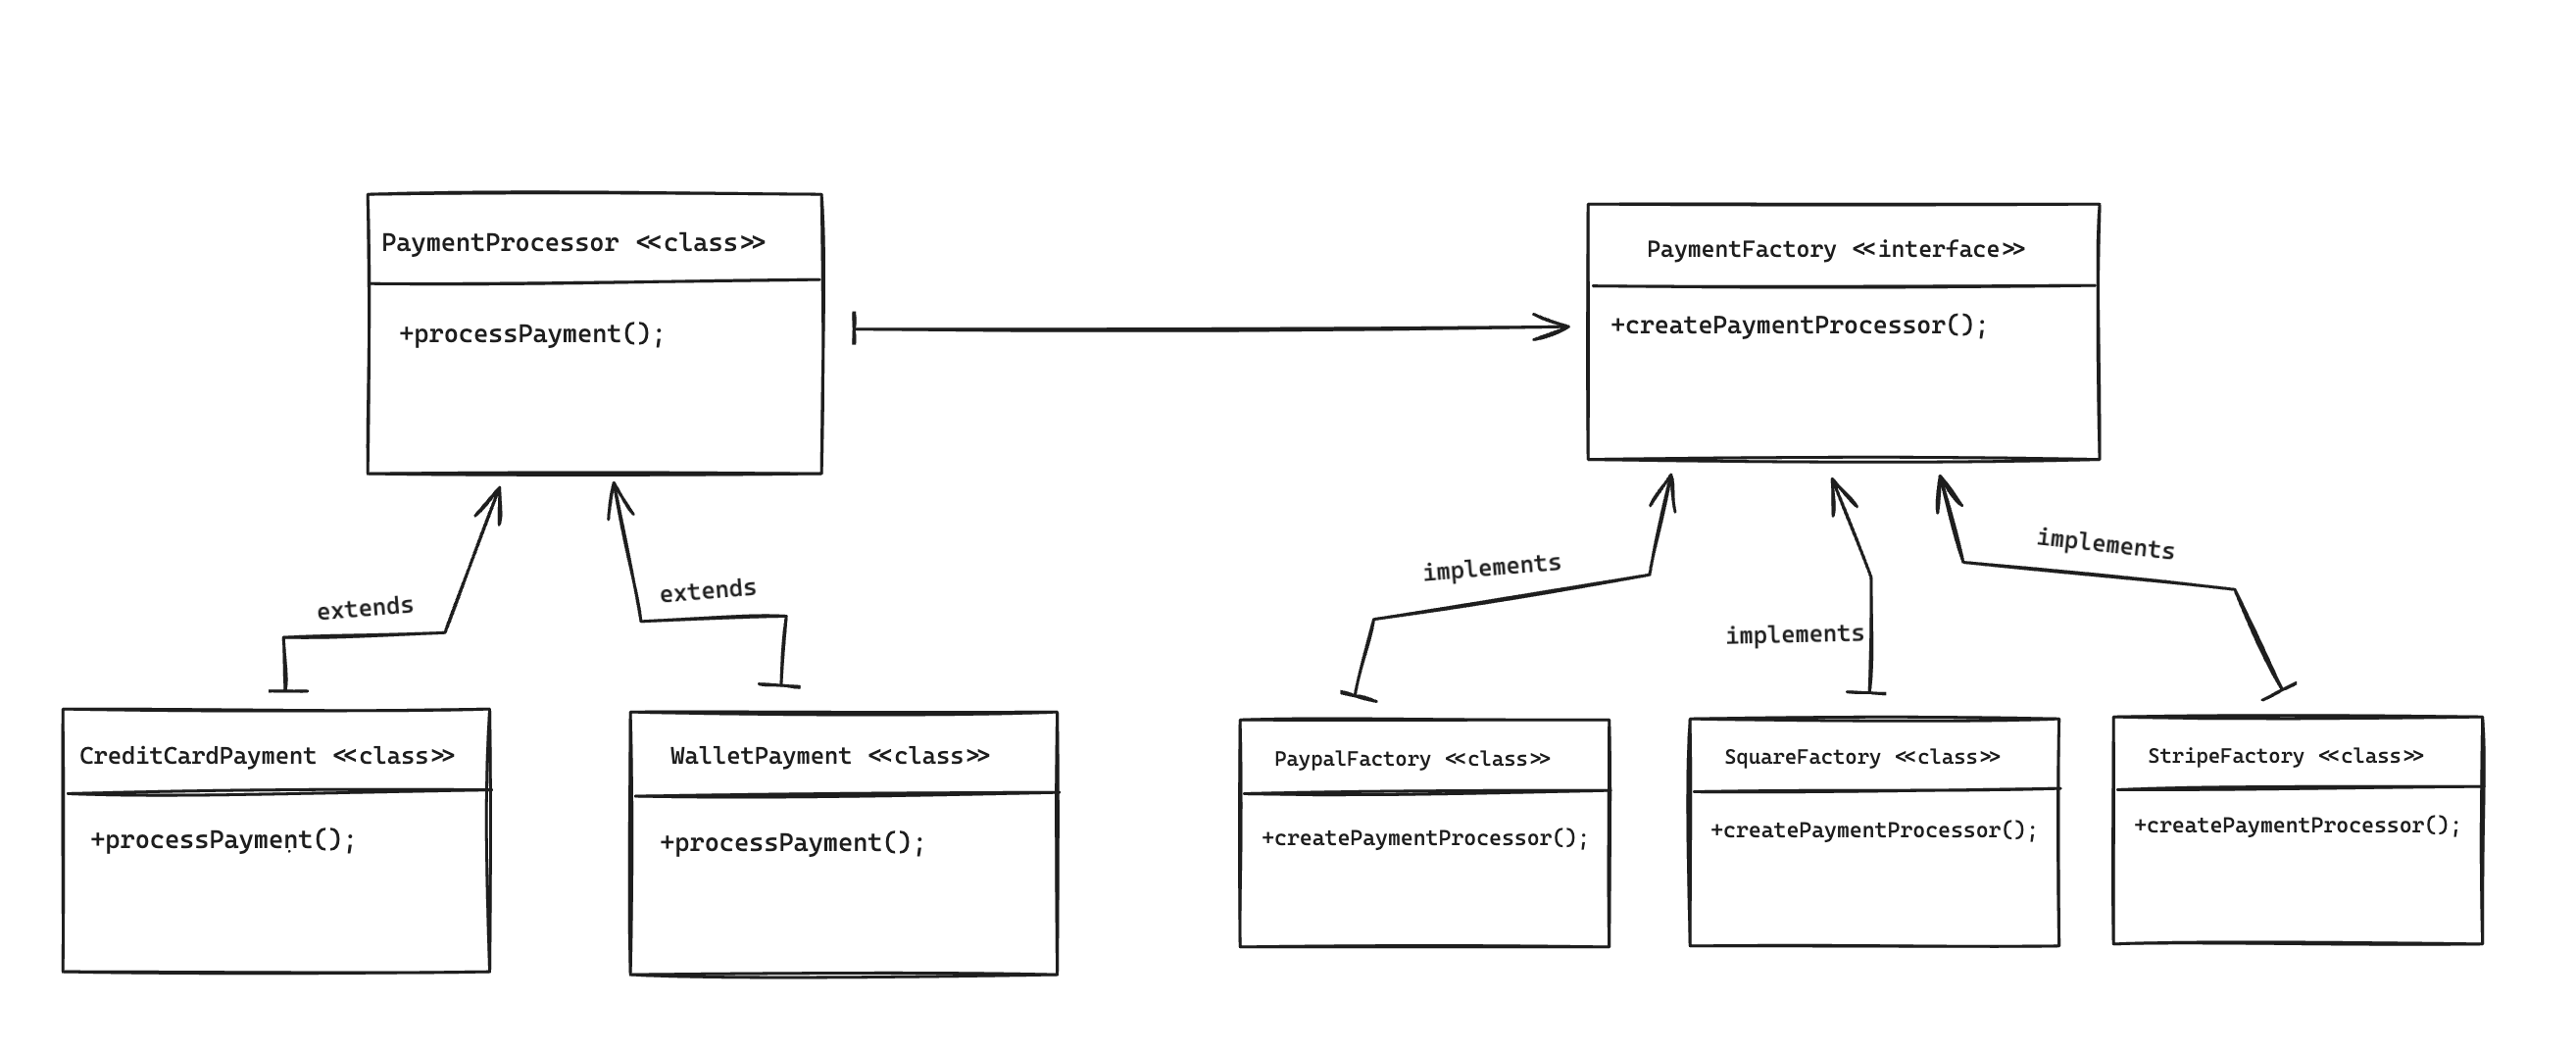 PaymentProcessor <<class>>
+processPayment();
PaymentFactory <<interface>>
+createPaymentProcessor();
extends
extends
implements
implements
implements
CreditCardPayment <<class>>
+processPayment();
WalletPayment <<class>>
+processPayment();
PaypalFactory <<class>>
+createPaymentProcessor();
SquareFactory <<class>>
+createPaymentProcessor();
StripeFactory <<class>>
+createPaymentProcessor();